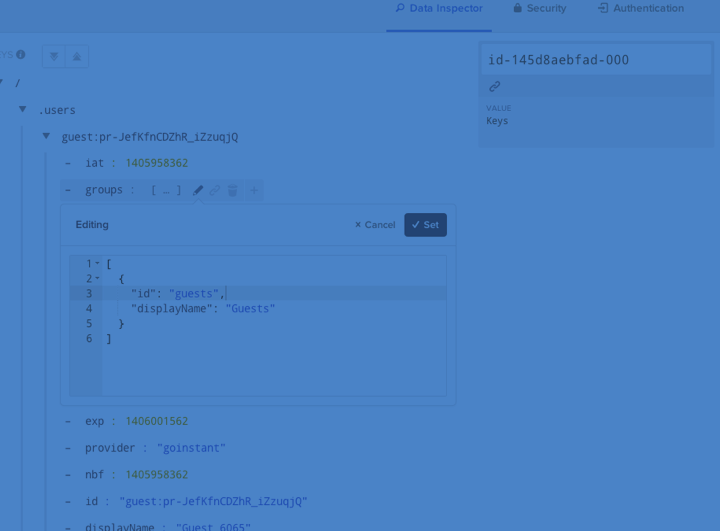 Data Inspector Security Authentication
YS
id-145d8aebfad-000
/
.users
VALUE
Keys
guest:pr-JefKfnCDZhR_iZzuqjQ
– iat : 1405958362
– groups : [ … ]
Editing × Cancel ✓ Set
1 [
2 {
3 "id": "guests",
4 "displayName": "Guests"
5 }
6 ]
– exp : 1406001562
– provider : "goinstant"
– nbf : 1405958362
– id : "guest:pr-JefKfnCDZhR_iZzuqjQ"
– displayName : "Guest 6065"